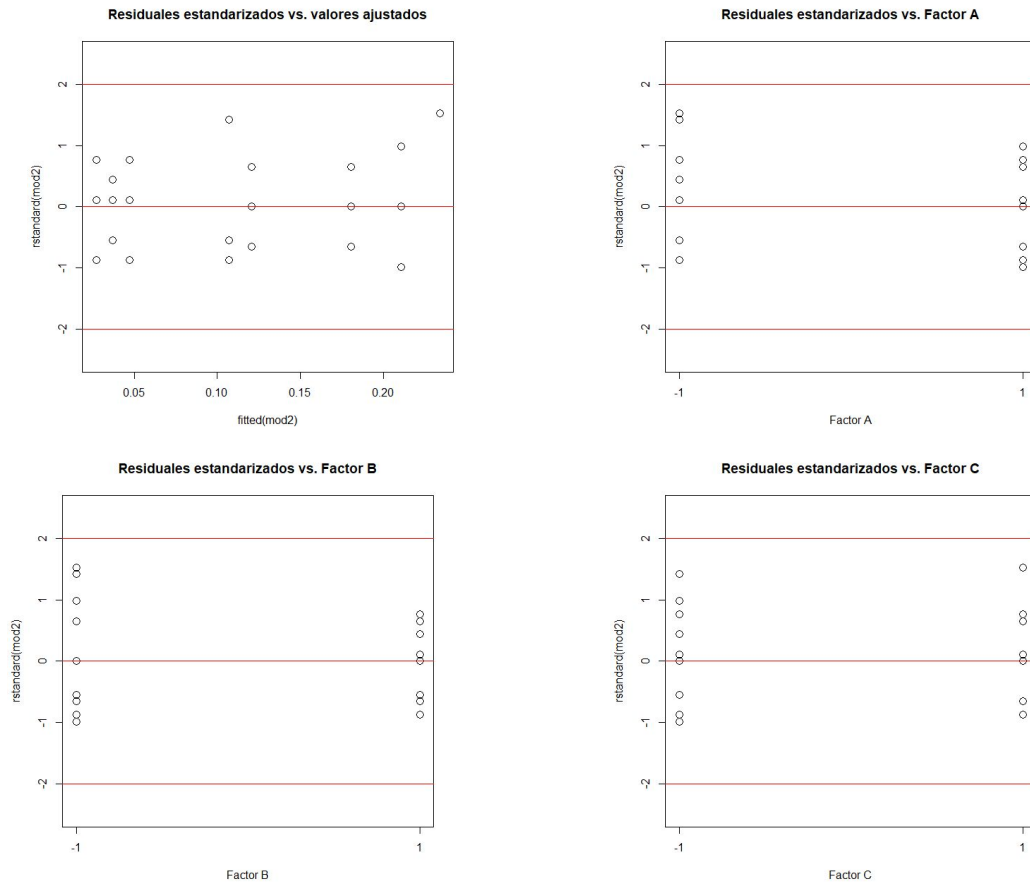 Residuales estandarizados vs. valores ajustados
rstandard(mod2)
2
1
0
-1
-2
0.05 0.10 0.15 0.20
fitted(mod2)
Residuales estandarizados vs. Factor A
rstandard(mod2)
2
1
0
-1
-2
-1 1
Factor A
Residuales estandarizados vs. Factor B
rstandard(mod2)
2
1
0
-1
-2
-1 1
Factor B
Residuales estandarizados vs. Factor C
rstandard(mod2)
2
1
0
-1
-2
-1 1
Factor C